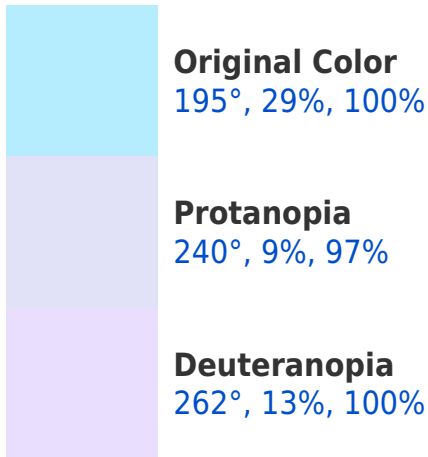 Original Color
195°, 29%, 100%
Protanopia
240°, 9%, 97%
Deuteranopia
262°, 13%, 100%